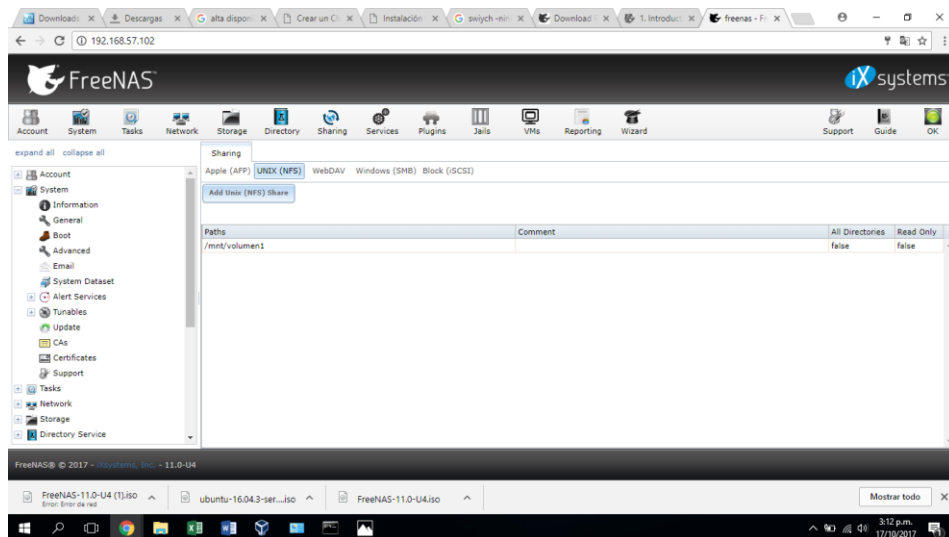 Downloads
Descargas
alta dispon
Crear un Cl
Instalación
swiych -nin
Download F
1. Introduct
freenas - Fr
192.168.57.102
FreeNAS
iX systems
Account System Tasks Network Storage Directory Sharing Services Plugins Jails VMs Reporting Wizard Support Guide OK
expand all collapse all
Account
System
Information
General
Boot
Advanced
Email
System Dataset
Alert Services
Tunables
Update
CAs
Certificates
Support
Tasks
Network
Storage
Directory Service
Sharing
Apple (AFP) UNIX (NFS) WebDAV Windows (SMB) Block (iSCSI)
Add Unix (NFS) Share
Paths Comment All Directories Read Only
/mnt/volumen1 false false
FreeNAS® © 2017 - iXsystems, Inc. - 11.0-U4
FreeNAS-11.0-U4 (1).iso
Error: Error de red
ubuntu-16.04.3-ser....iso
FreeNAS-11.0-U4.iso
Mostrar todo
3:12 p.m.
17/10/2017